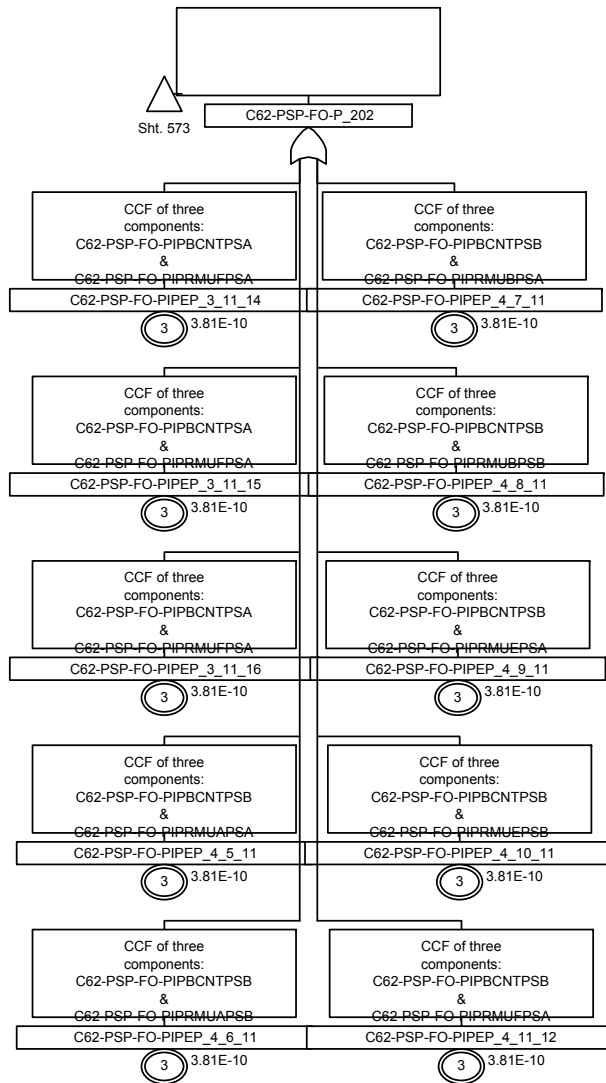 C62-PSP-FO-P_202
Sht. 573
CCF of three
components:
C62-PSP-FO-PIPBCNTPSA
&
C62-PSP-FO-PIPRMUFPSA
C62-PSP-FO-PIPEP_3_11_14
3
3.81E-10
CCF of three
components:
C62-PSP-FO-PIPBCNTPSB
&
C62-PSP-FO-PIPRMUBPSA
C62-PSP-FO-PIPEP_4_7_11
3
3.81E-10
CCF of three
components:
C62-PSP-FO-PIPBCNTPSA
&
C62-PSP-FO-PIPRMUFPSA
C62-PSP-FO-PIPEP_3_11_15
3
3.81E-10
CCF of three
components:
C62-PSP-FO-PIPBCNTPSB
&
C62-PSP-FO-PIPRMUBPSB
C62-PSP-FO-PIPEP_4_8_11
3
3.81E-10
CCF of three
components:
C62-PSP-FO-PIPBCNTPSA
&
C62-PSP-FO-PIPRMUFPSA
C62-PSP-FO-PIPEP_3_11_16
3
3.81E-10
CCF of three
components:
C62-PSP-FO-PIPBCNTPSB
&
C62-PSP-FO-PIPRMUEPSA
C62-PSP-FO-PIPEP_4_9_11
3
3.81E-10
CCF of three
components:
C62-PSP-FO-PIPBCNTPSB
&
C62-PSP-FO-PIPRMUAPSA
C62-PSP-FO-PIPEP_4_5_11
3
3.81E-10
CCF of three
components:
C62-PSP-FO-PIPBCNTPSB
&
C62-PSP-FO-PIPRMUEPSB
C62-PSP-FO-PIPEP_4_10_11
3
3.81E-10
CCF of three
components:
C62-PSP-FO-PIPBCNTPSB
&
C62-PSP-FO-PIPRMUAPSB
C62-PSP-FO-PIPEP_4_6_11
3
3.81E-10
CCF of three
components:
C62-PSP-FO-PIPBCNTPSB
&
C62-PSP-FO-PIPRMUFPSA
C62-PSP-FO-PIPEP_4_11_12
3
3.81E-10